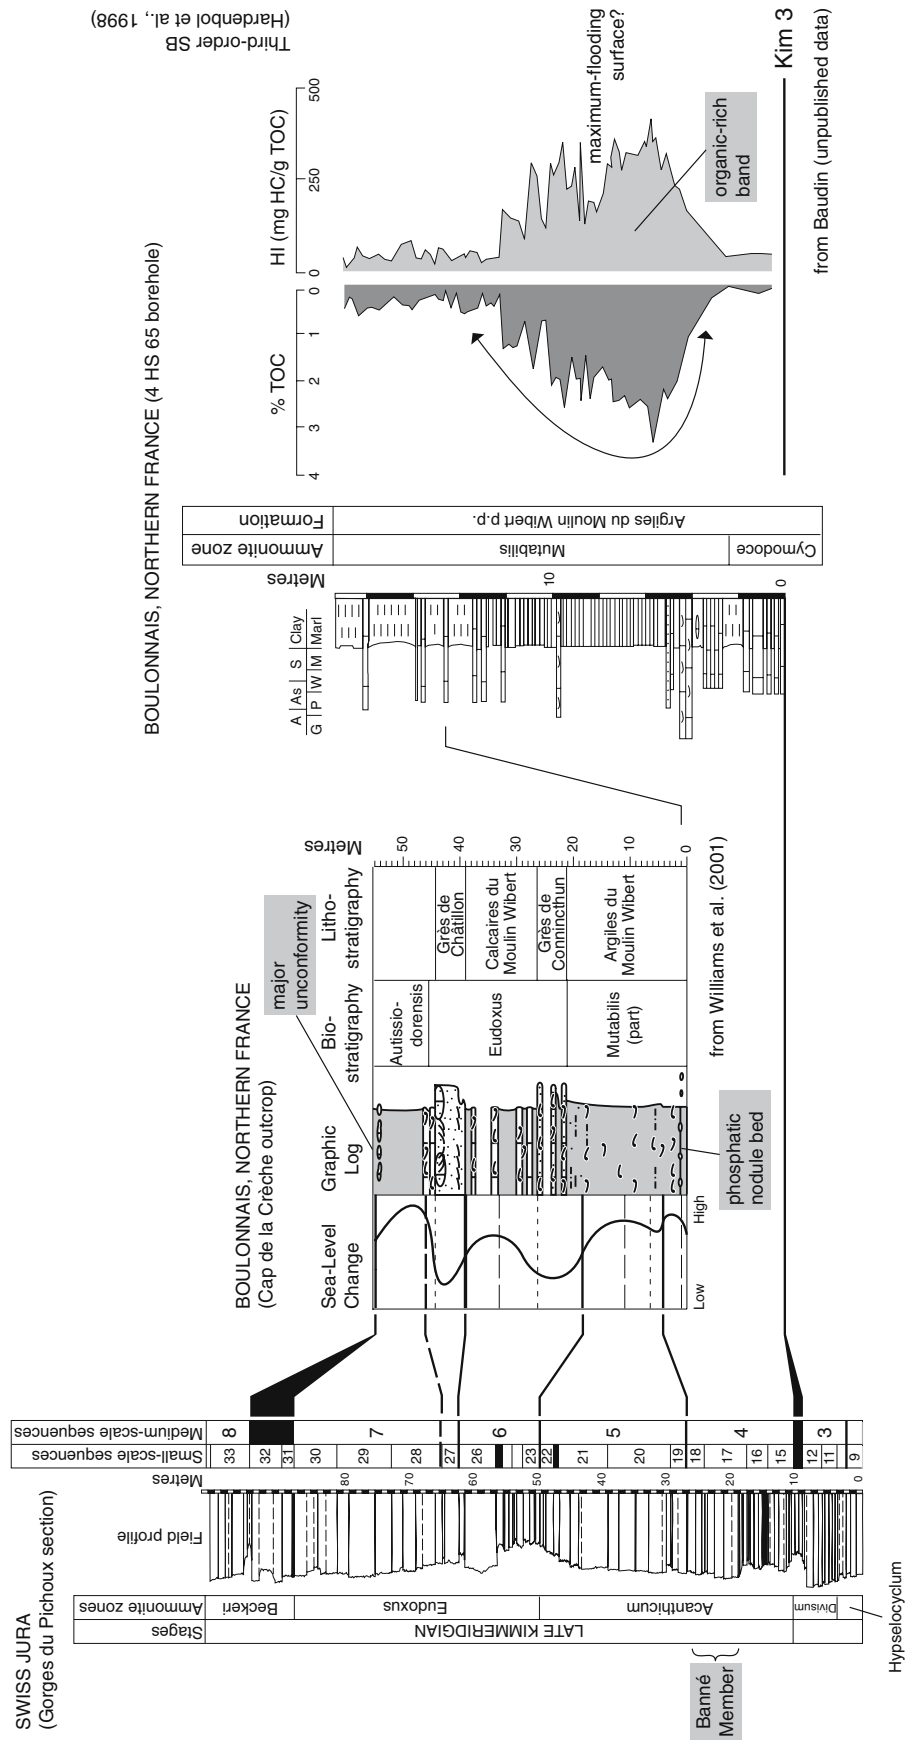 SWISS JURA
(Gorges du Pichoux section)
Stages
Ammonite zones
Field profile
Metres
Small-scale sequences
Medium-scale sequences
LATE KIMMERIDGIAN
Beckeri
Eudoxus
Acanthicum
Divisum
Hypselocyclum
Banné
Member
80
70
60
50
40
30
20
10
0
33
32
31
30
29
28
27
26
23
22
21
20
19
18
17
16
15
12
11
9
8
7
6
5
4
3
BOULONNAIS, NORTHERN FRANCE
(Cap de la Crèche outcrop)
Sea-Level
Change
Graphic
Log
Bio-
stratigraphy
Litho-
stratigraphy
Metres
major
unconformity
Autissio-
dorensis
Eudoxus
Mutabilis
(part)
Grès de
Châtillon
Calcaires du
Moulin Wibert
Grès de
Connincthun
Argiles du
Moulin Wibert
50
40
30
20
10
0
Low
High
phosphatic
nodule bed
from Williams et al. (2001)
BOULONNAIS, NORTHERN FRANCE (4 HS 65 borehole)
A As S Clay
G P W M Marl
Metres
10
0
Ammonite zone
Formation
Mutabilis
Cymodoce
Argiles du Moulin Wibert p.p.
% TOC
4 3 2 1 0
HI (mg HC/g TOC)
0 250 500
Third-order SB
(Hardenbol et al., 1998)
maximum-flooding
surface?
organic-rich
band
Kim 3
from Baudin (unpublished data)